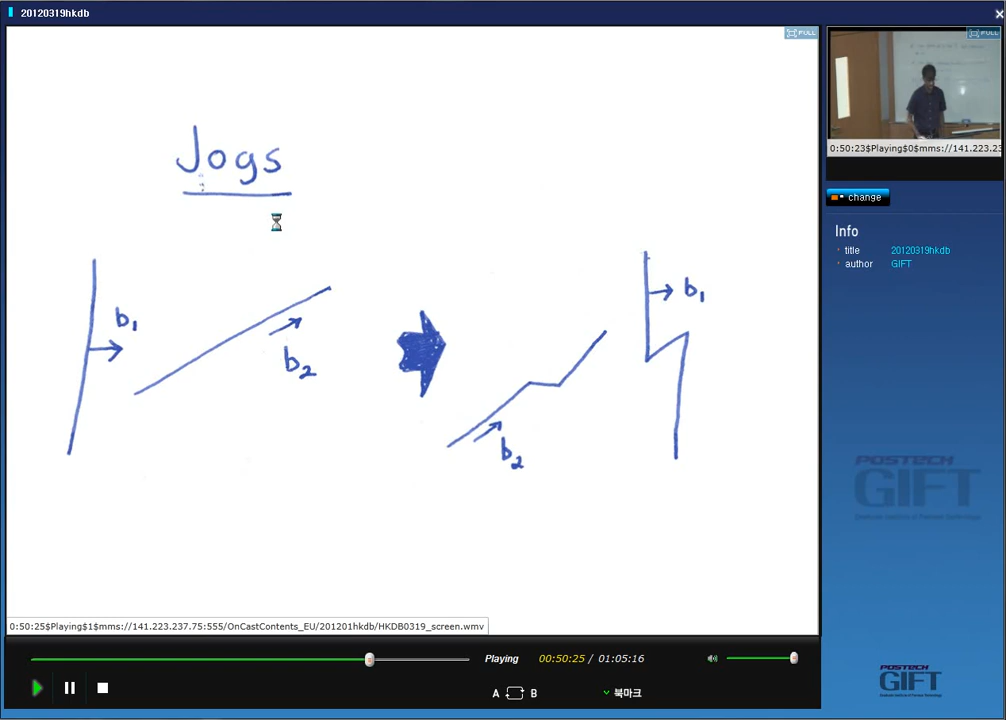 20120319hkdb
FULL
FULL
Jogs
b1
b2
b2
b1
0:50:23$Playing$0$mms://141.223.23
change
Info
title 20120319hkdb
author GIFT
POSTECH
GIFT
0:50:25$Playing$1$mms://141.223.237.75:555/OnCastContents_EU/201201hkdb/HKDB0319_screen.wmv
Playing 00:50:25 / 01:05:16
A B 북마크
POSTECH
GIFT